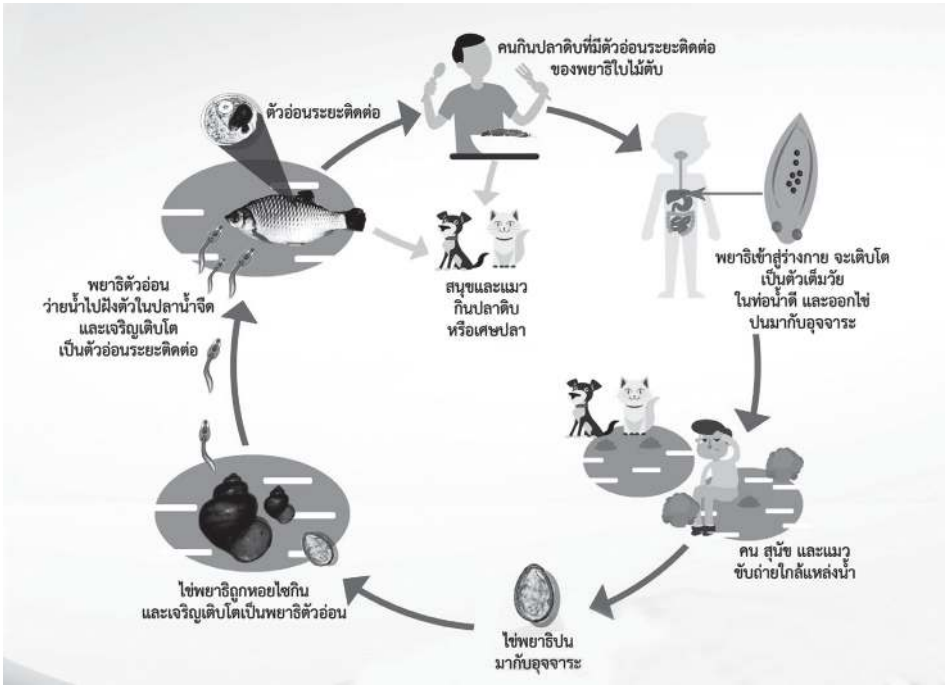 คนกินปลาดิบที่มีตัวอ่อนระยะติดต่อ
ของพยาธิใบไม้ตับ
ตัวอ่อนระยะติดต่อ
พยาธิเข้าสู่ร่างกาย จะเติบโต
เป็นตัวเต็มวัย
ในท่อน้ำดี และออกไข่
ปนมากับอุจจาระ
สนุขและแมว
กินปลาดิบ
หรือเศษปลา
พยาธิตัวอ่อน
ว่ายน้ำไปฝังตัวในปลาน้ำจืด
และเจริญเติบโต
เป็นตัวอ่อนระยะติดต่อ
คน สุนัข และแมว
ขับถ่ายใกล้แหล่งน้ำ
ไข่พยาธิปน
มากับอุจจาระ
ไข่พยาธิถูกหอยไซกิน
และเจริญเติบโตเป็นพยาธิตัวอ่อน